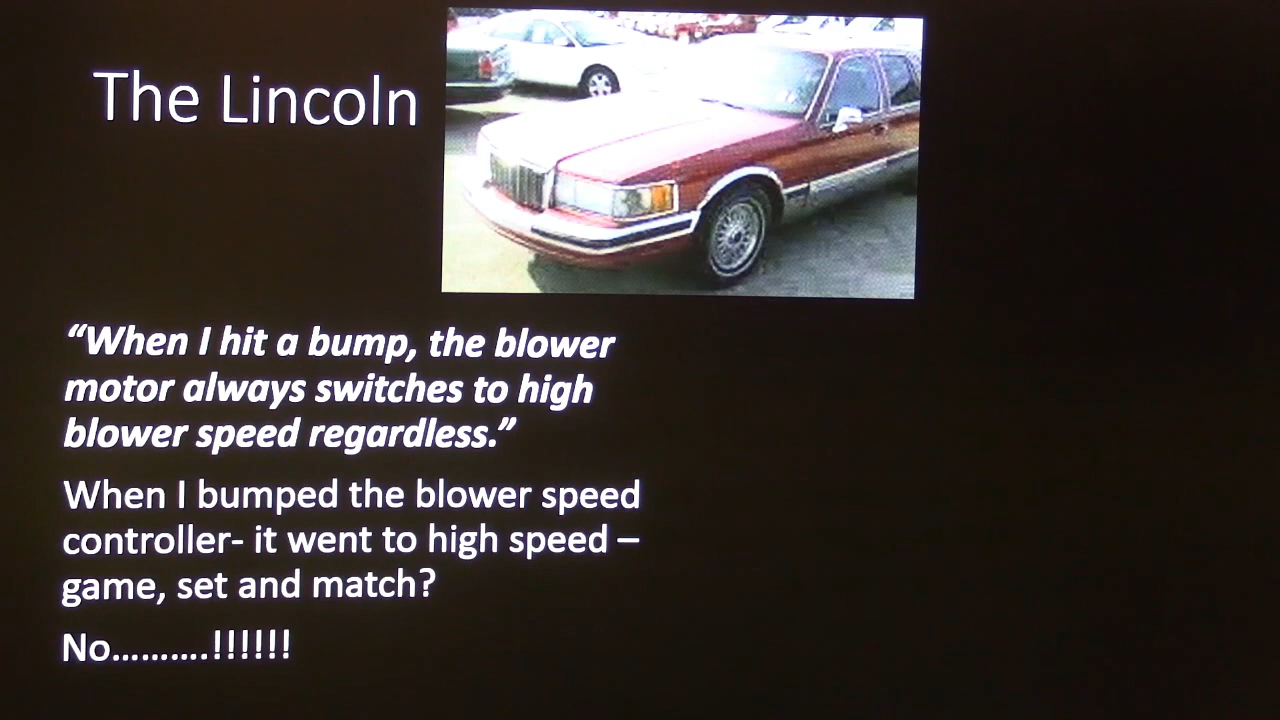 The Lincoln
“When I hit a bump, the blower
motor always switches to high
blower speed regardless.”
When I bumped the blower speed
controller- it went to high speed –
game, set and match?
No……….!!!!!!